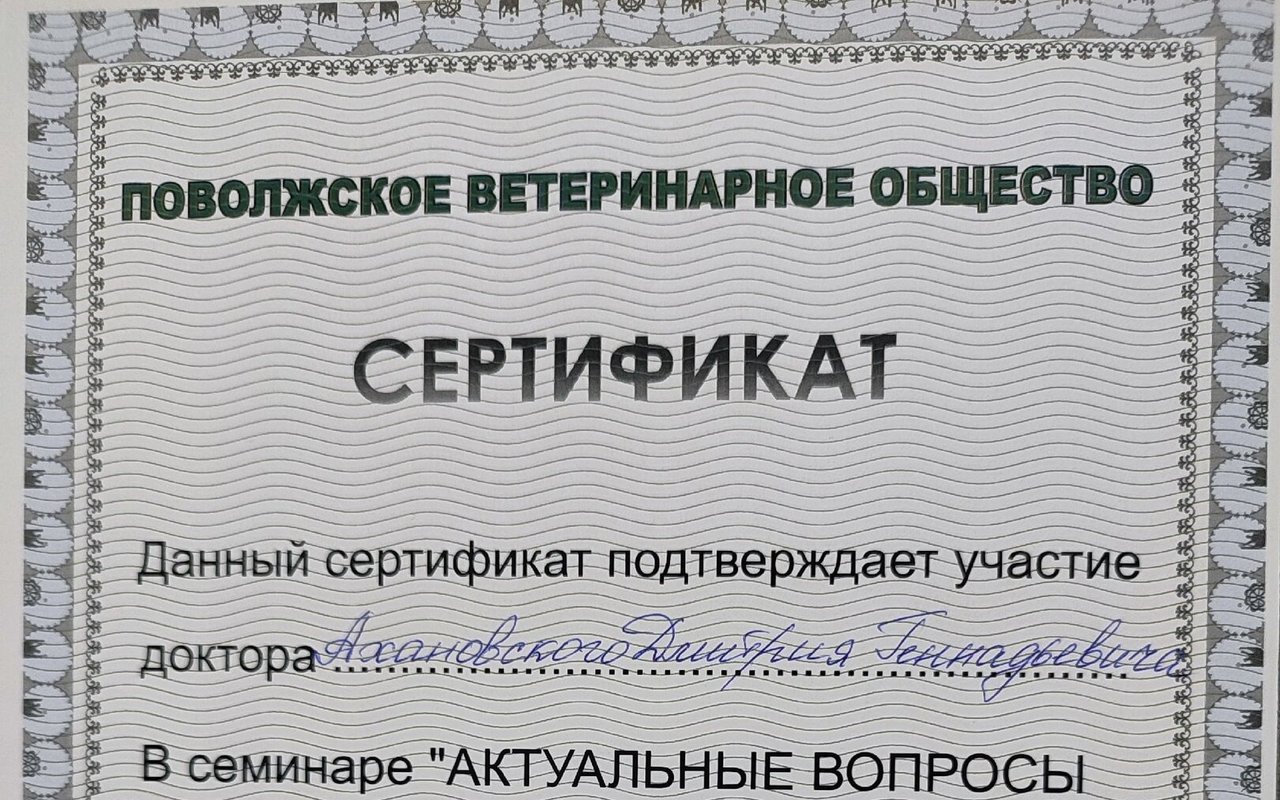 ПОВОЛЖСКОЕ ВЕТЕРИНАРНОЕ ОБЩЕСТВО
СЕРТИФИКАТ
Данный сертификат подтверждает участие
доктора Ахановского Дмитрия Геннадьевича
В семинаре "АКТУАЛЬНЫЕ ВОПРОСЫ